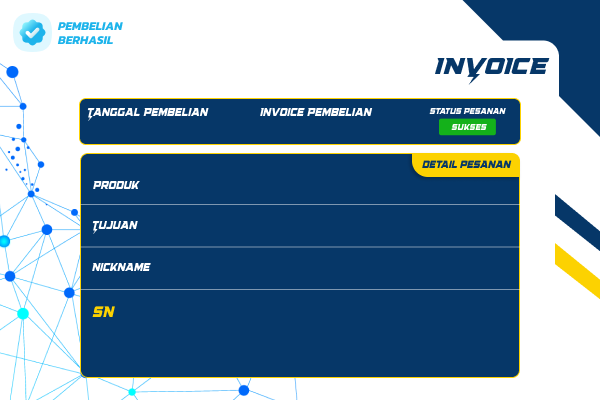 PEMBELIAN
BERHASIL
INVOICE
TANGGAL PEMBELIAN
INVOICE PEMBELIAN
STATUS PESANAN
SUKSES
DETAIL PESANAN
PRODUK
TUJUAN
NICKNAME
SN